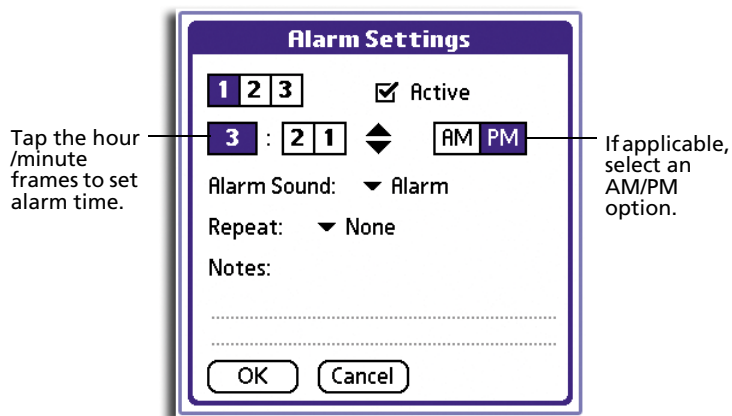 Alarm Settings
1 2 3 Active
3 : 2 1 AM PM
Tap the hour
/minute
frames to set
alarm time.
If applicable,
select an
AM/PM
option.
Alarm Sound: Alarm
Repeat: None
Notes:
OK Cancel